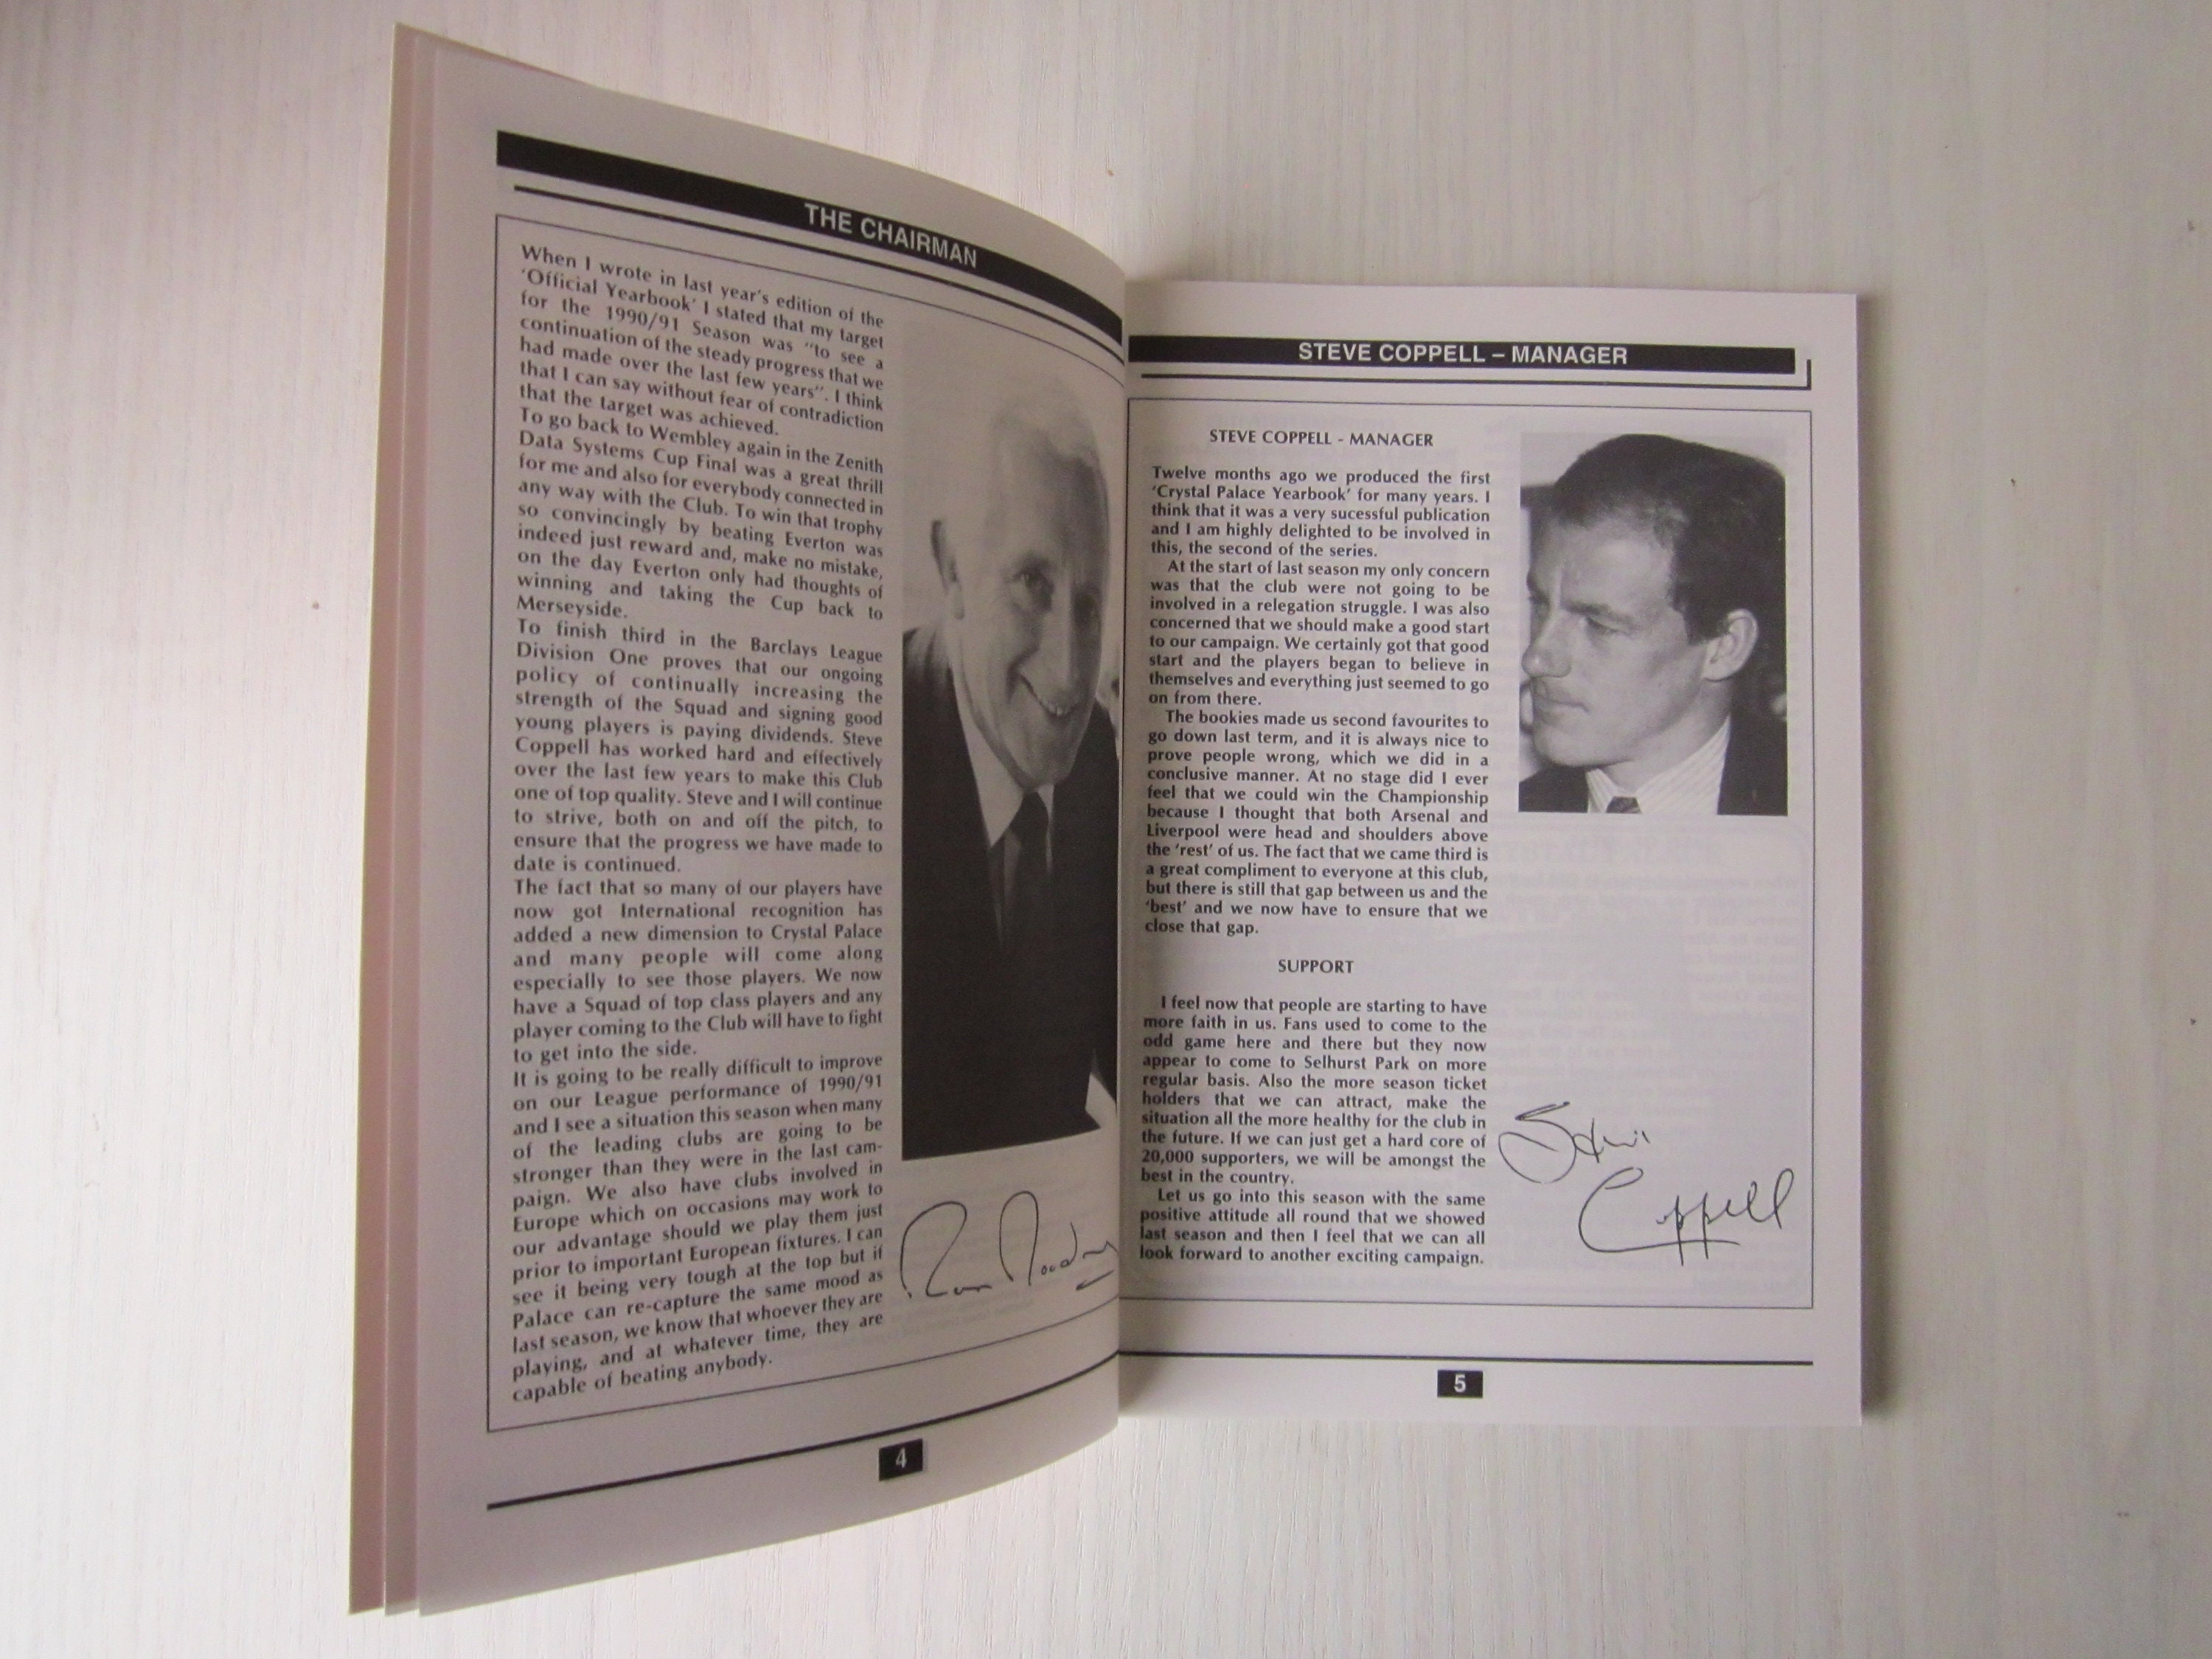 THE CHAIRMAN
When I wrote in last year's edition of the
'Official Yearbook' I stated that my target
for the 1990/91 Season was "to see a
continuation of the steady progress that we
had made over the last few years". I think
that I can say without fear of contradiction
that the target was achieved.
To go back to Wembley again in the Zenith
Data Systems Cup Final was a great thrill
for me and also for everybody connected in
any way with the Club. To win that trophy
so convincingly by beating Everton was
indeed just reward and, make no mistake,
on the day Everton only had thoughts of
winning and taking the Cup back to
Merseyside.
To finish third in the Barclays League
Division One proves that our ongoing
policy of continually increasing the
strength of the Squad and signing good
young players is paying dividends. Steve
Coppell has worked hard and effectively
over the last few years to make this Club
one of top quality. Steve and I will continue
to strive, both on and off the pitch, to
ensure that the progress we have made to
date is continued.
The fact that so many of our players have
now got International recognition has
added a new dimension to Crystal Palace
and many people will come along
especially to see those players. We now
have a Squad of top class players and any
player coming to the Club will have to fight
to get into the side.
It is going to be really difficult to improve
on our League performance of 1990/91
and I see a situation this season when many
of the leading clubs are going to be
stronger than they were in the last cam-
paign. We also have clubs involved in
Europe which on occasions may work to
our advantage should we play them just
prior to important European fixtures. I can
see it being very tough at the top but if
Palace can re-capture the same mood as
last season, we know that whoever they are
playing, and at whatever time, they are
capable of beating anybody.
Ron Noades
4
STEVE COPPELL – MANAGER
STEVE COPPELL - MANAGER
Twelve months ago we produced the first
'Crystal Palace Yearbook' for many years. I
think that it was a very sucessful publication
and I am highly delighted to be involved in
this, the second of the series.
At the start of last season my only concern
was that the club were not going to be
involved in a relegation struggle. I was also
concerned that we should make a good start
to our campaign. We certainly got that good
start and the players began to believe in
themselves and everything just seemed to go
on from there.
The bookies made us second favourites to
go down last term, and it is always nice to
prove people wrong, which we did in a
conclusive manner. At no stage did I ever
feel that we could win the Championship
because I thought that both Arsenal and
Liverpool were head and shoulders above
the 'rest' of us. The fact that we came third is
a great compliment to everyone at this club,
but there is still that gap between us and the
'best' and we now have to ensure that we
close that gap.
SUPPORT
I feel now that people are starting to have
more faith in us. Fans used to come to the
odd game here and there but they now
appear to come to Selhurst Park on more
regular basis. Also the more season ticket
holders that we can attract, make the
situation all the more healthy for the club in
the future. If we can just get a hard core of
20,000 supporters, we will be amongst the
best in the country.
Let us go into this season with the same
positive attitude all round that we showed
last season and then I feel that we can all
look forward to another exciting campaign.
Steve
Coppell
5